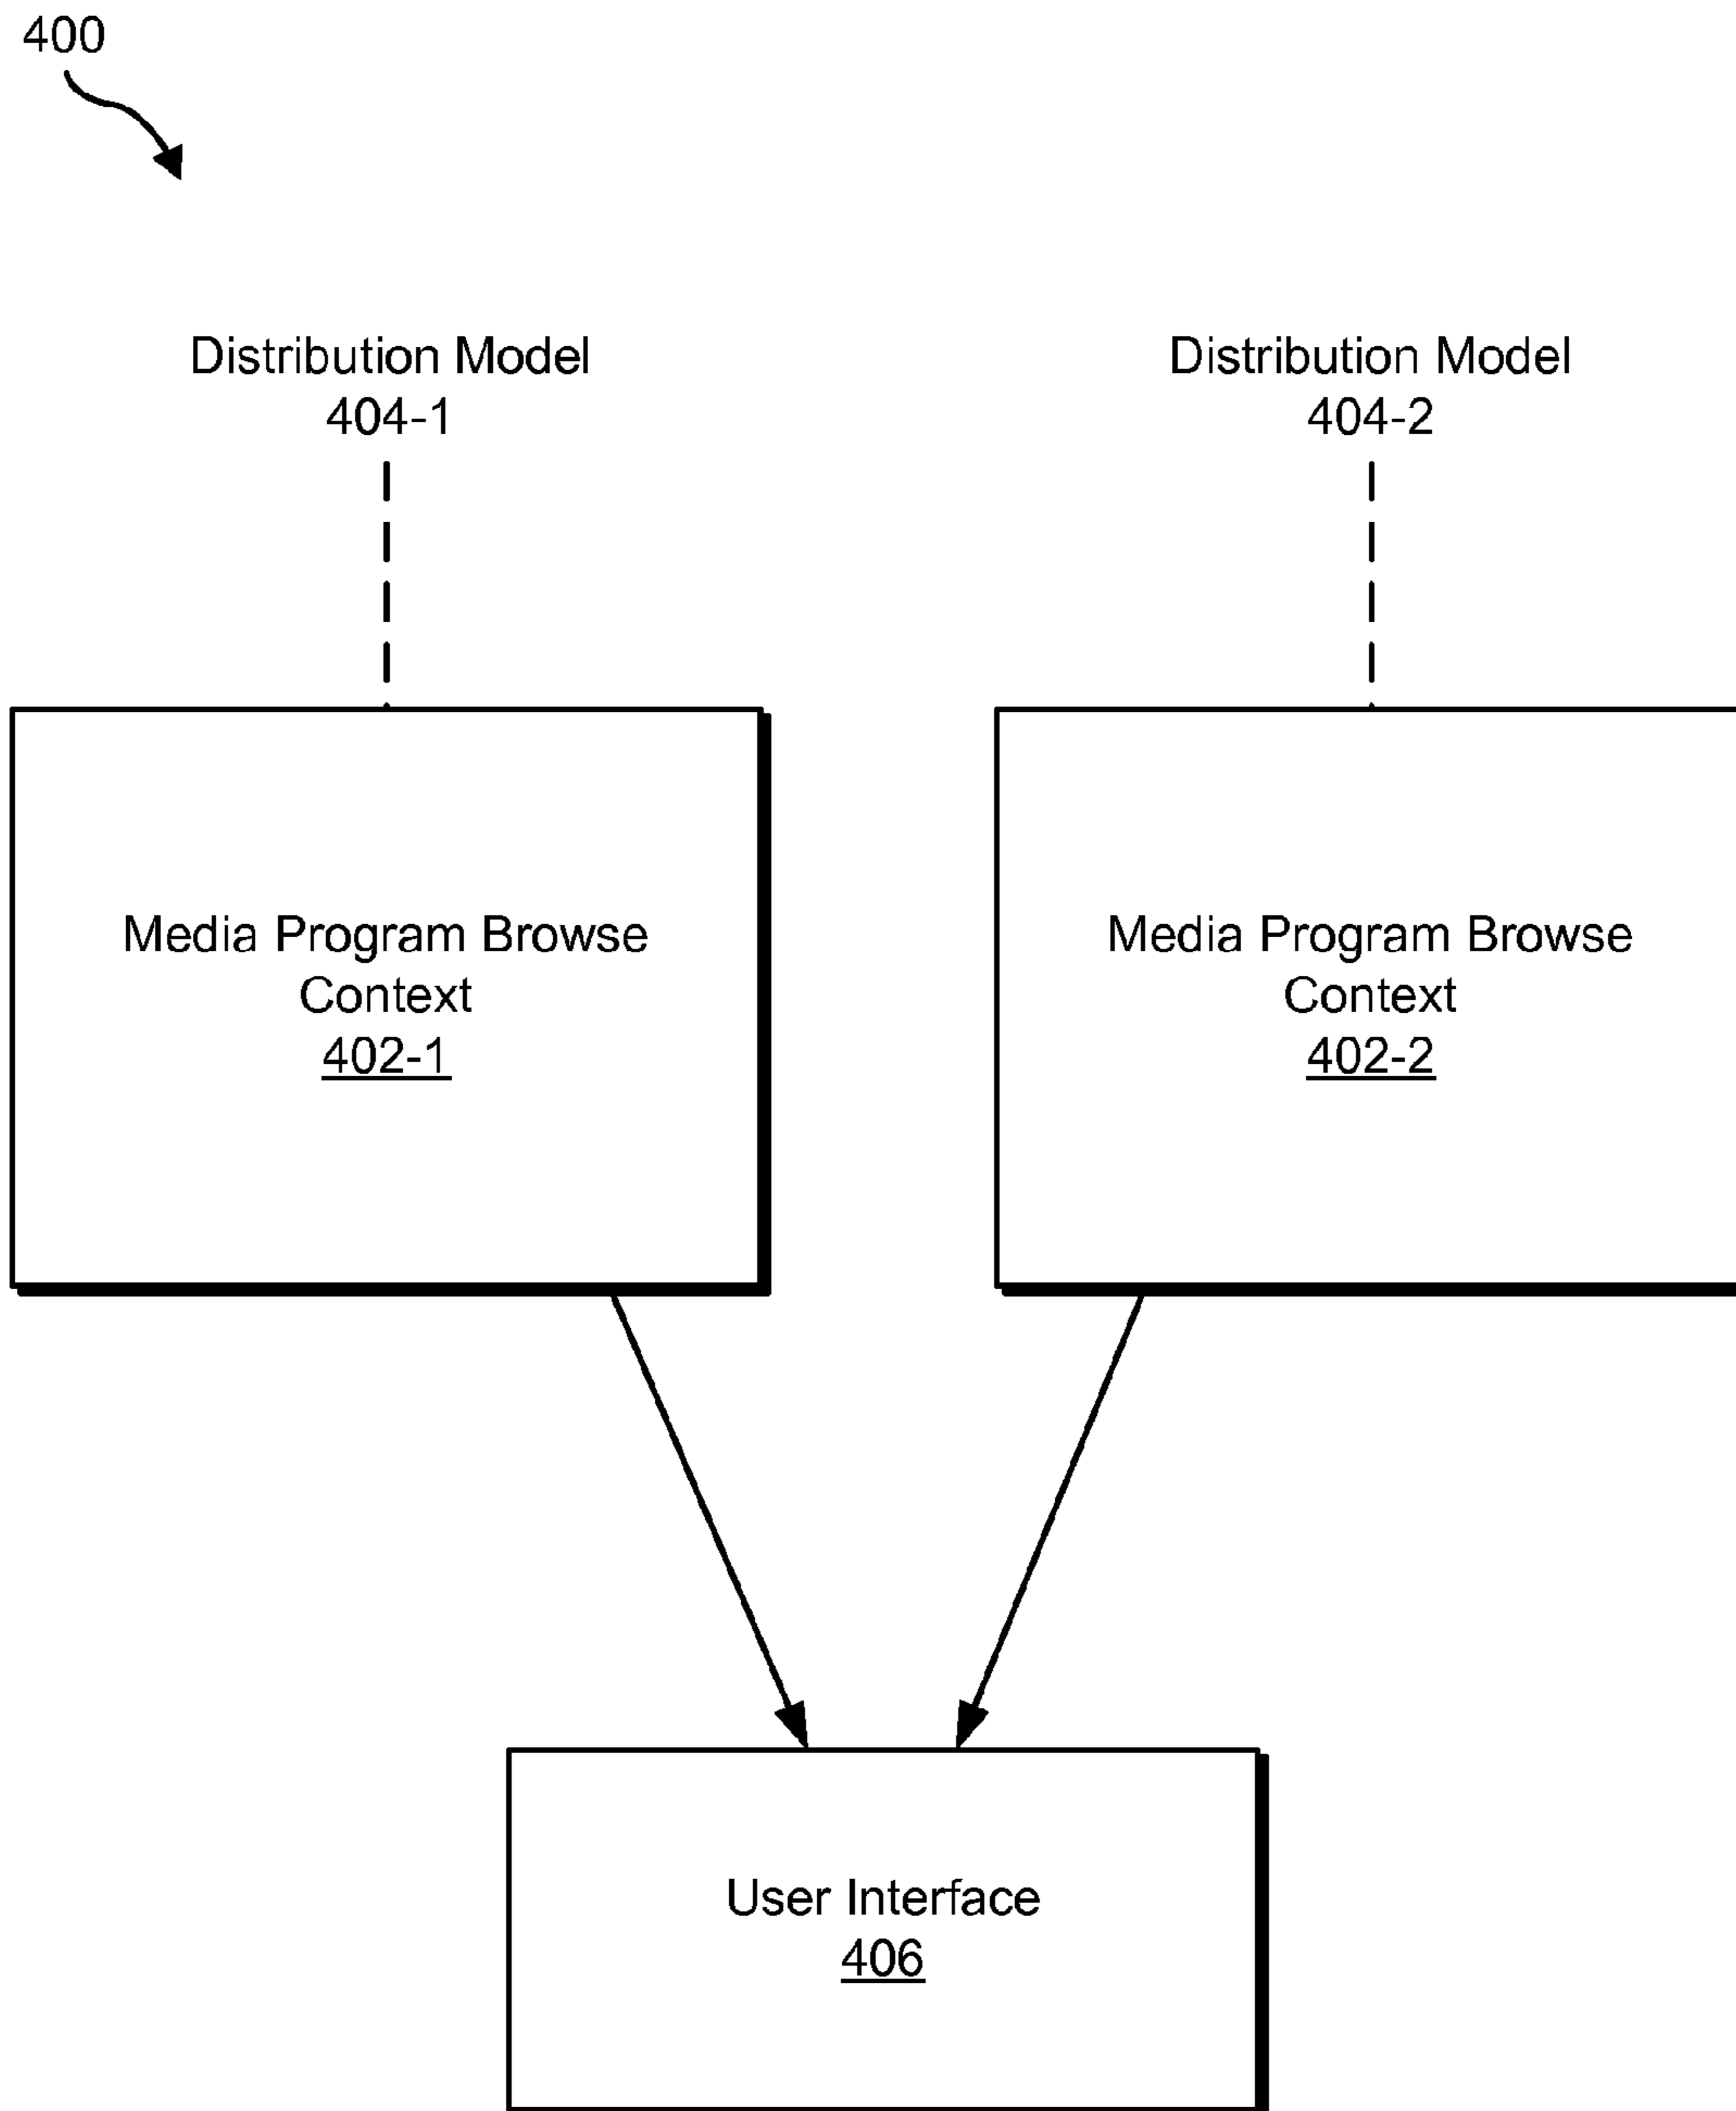 400
Distribution Model
404-1
Distribution Model
404-2
Media Program Browse
Context
402-1
Media Program Browse
Context
402-2
User Interface
406